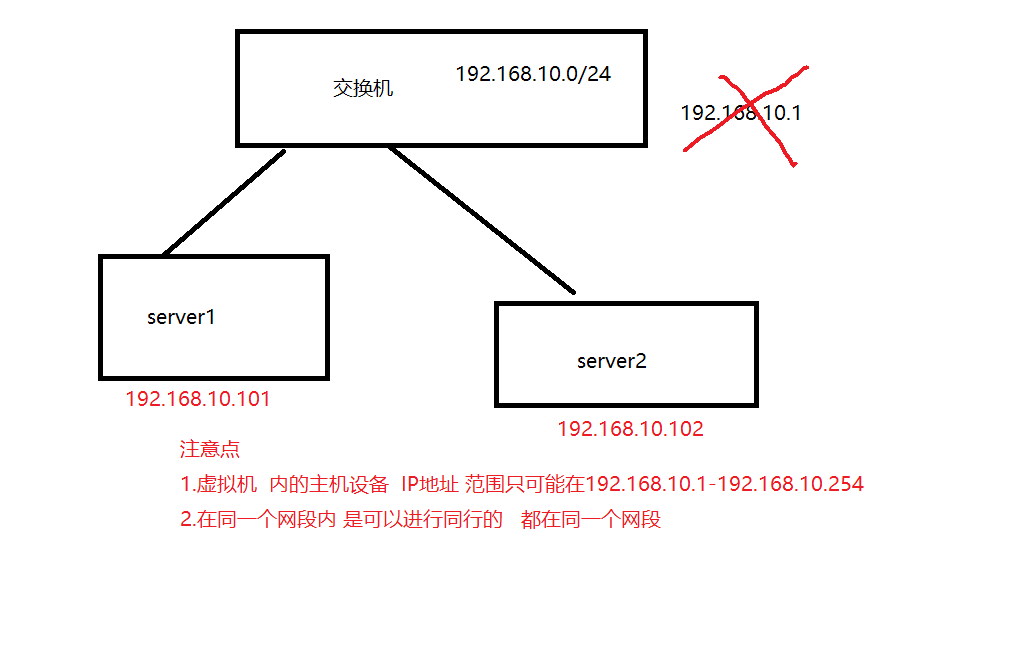 交换机 192.168.10.0/24
192.168.10.1
server1
server2
192.168.10.101
192.168.10.102
注意点
1.虚拟机 内的主机设备 IP地址 范围只可能在192.168.10.1-192.168.10.254
2.在同一个网段内 是可以进行同行的 都在同一个网段